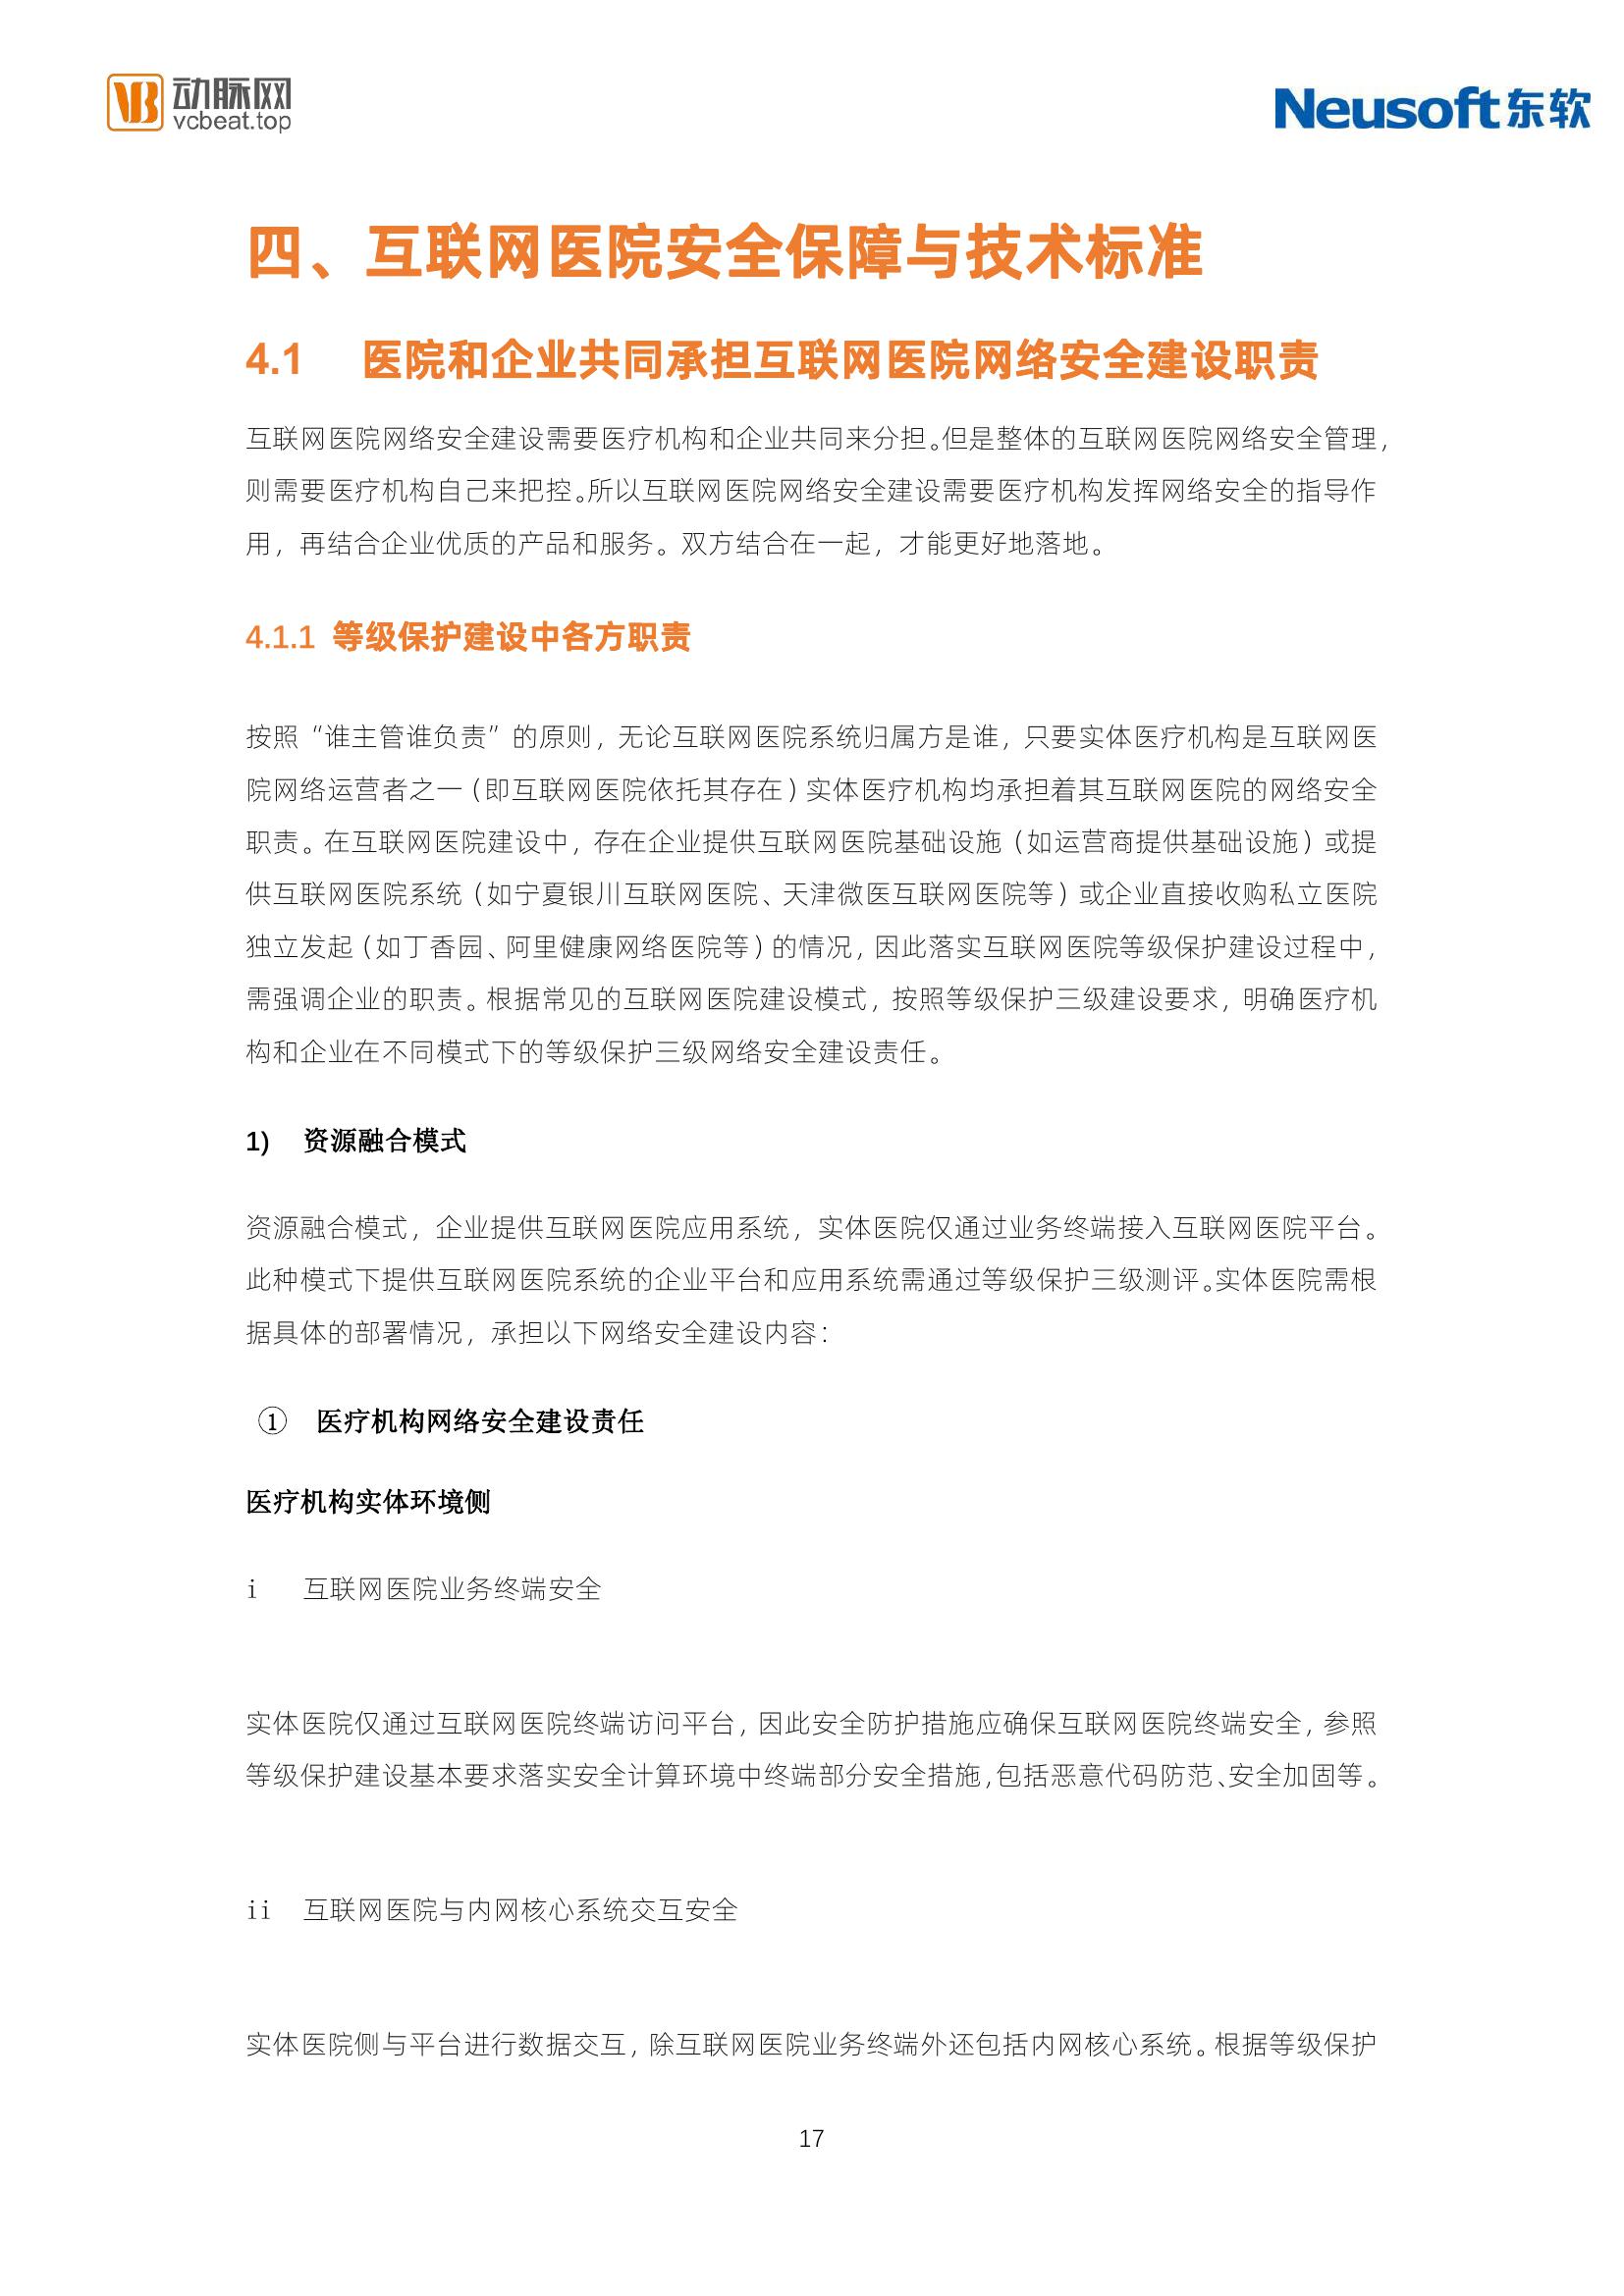 动脉网
vcbeat.top
Neusoft东软
四、互联网医院安全保障与技术标准
4.1 医院和企业共同承担互联网医院网络安全建设职责
互联网医院网络安全建设需要医疗机构和企业共同来分担。但是整体的互联网医院网络安全管理，
则需要医疗机构自己来把控。所以互联网医院网络安全建设需要医疗机构发挥网络安全的指导作
用，再结合企业优质的产品和服务。双方结合在一起，才能更好地落地。
4.1.1 等级保护建设中各方职责
按照“谁主管谁负责”的原则，无论互联网医院系统归属方是谁，只要实体医疗机构是互联网医
院网络运营者之一（即互联网医院依托其存在）实体医疗机构均承担着其互联网医院的网络安全
职责。在互联网医院建设中，存在企业提供互联网医院基础设施（如运营商提供基础设施）或提
供互联网医院系统（如宁夏银川互联网医院、天津微医互联网医院等）或企业直接收购私立医院
独立发起（如丁香园、阿里健康网络医院等）的情况，因此落实互联网医院等级保护建设过程中，
需强调企业的职责。根据常见的互联网医院建设模式，按照等级保护三级建设要求，明确医疗机
构和企业在不同模式下的等级保护三级网络安全建设责任。
1) 资源融合模式
资源融合模式，企业提供互联网医院应用系统，实体医院仅通过业务终端接入互联网医院平台。
此种模式下提供互联网医院系统的企业平台和应用系统需通过等级保护三级测评。实体医院需根
据具体的部署情况，承担以下网络安全建设内容：
① 医疗机构网络安全建设责任
医疗机构实体环境侧
i 互联网医院业务终端安全
实体医院仅通过互联网医院终端访问平台，因此安全防护措施应确保互联网医院终端安全，参照
等级保护建设基本要求落实安全计算环境中终端部分安全措施，包括恶意代码防范、安全加固等。
ii 互联网医院与内网核心系统交互安全
实体医院侧与平台进行数据交互，除互联网医院业务终端外还包括内网核心系统。根据等级保护
17